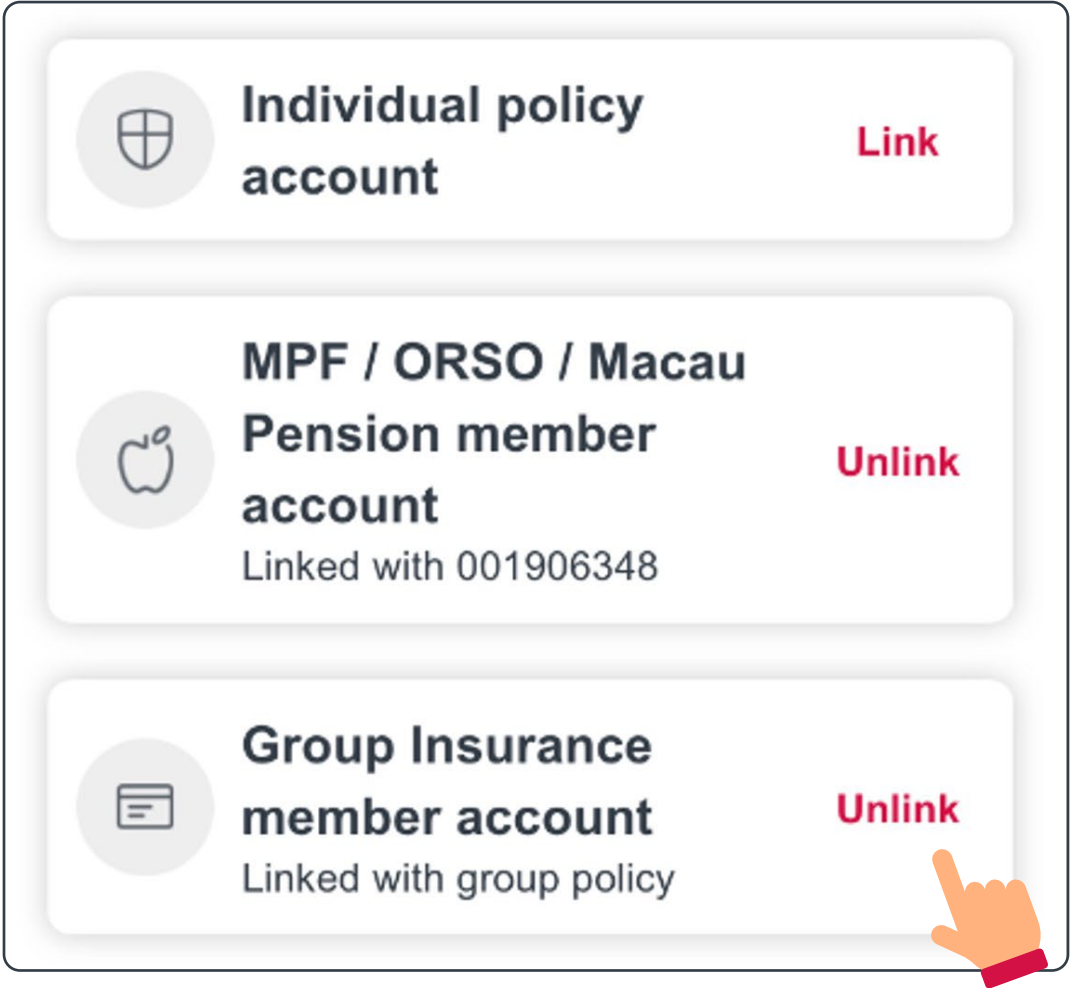 Individual policy
account
Link
MPF / ORSO / Macau
Pension member
account
Linked with 001906348
Unlink
Group Insurance
member account
Linked with group policy
Unlink